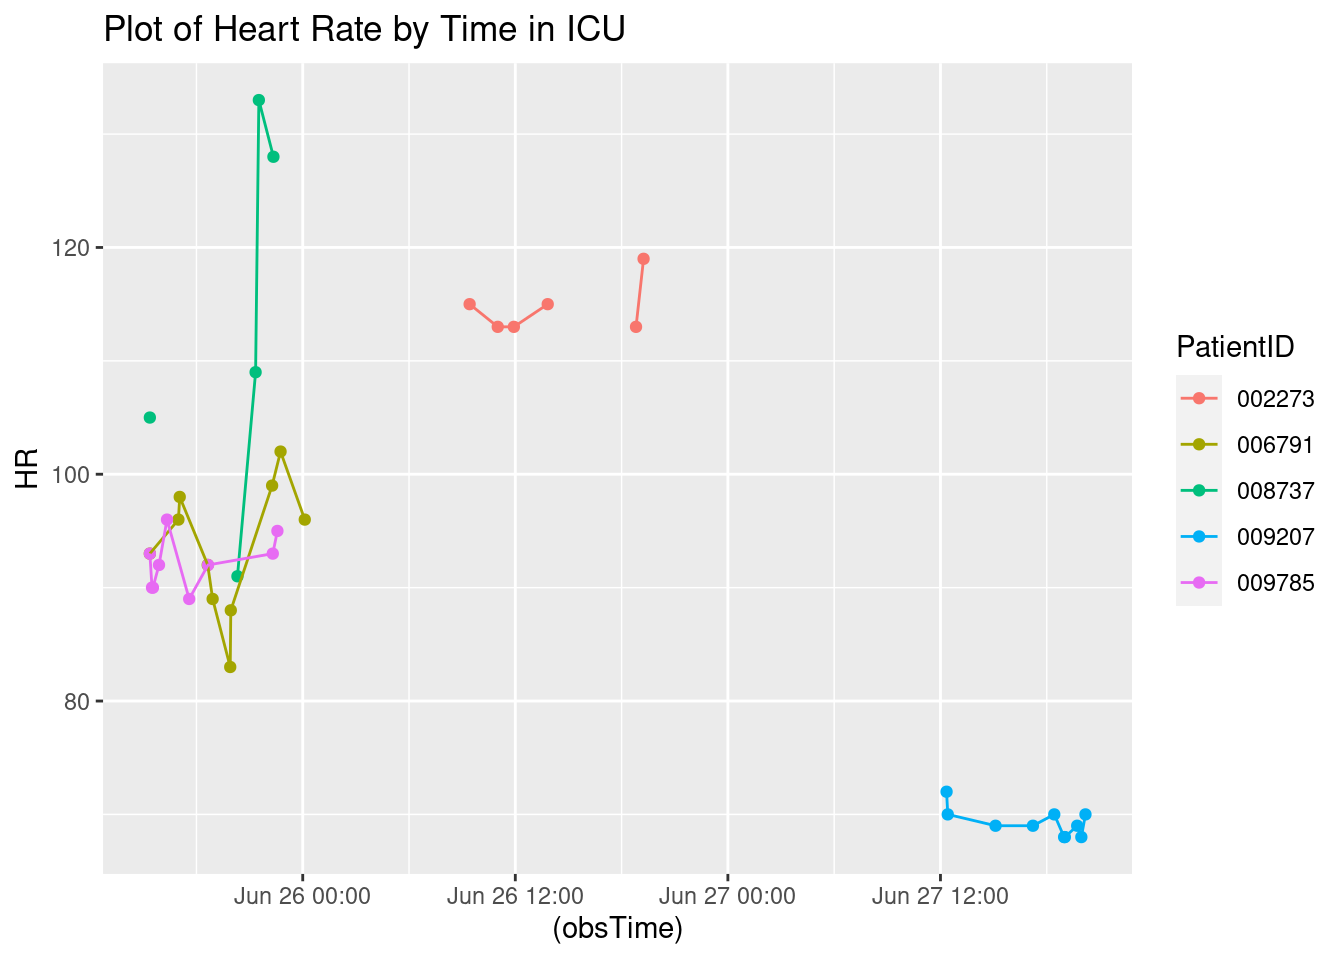 Plot of Heart Rate by Time in ICU
120
100
80
HR
Jun 26 00:00
Jun 26 12:00
Jun 27 00:00
Jun 27 12:00
(obsTime)
PatientID
002273
006791
008737
009207
009785